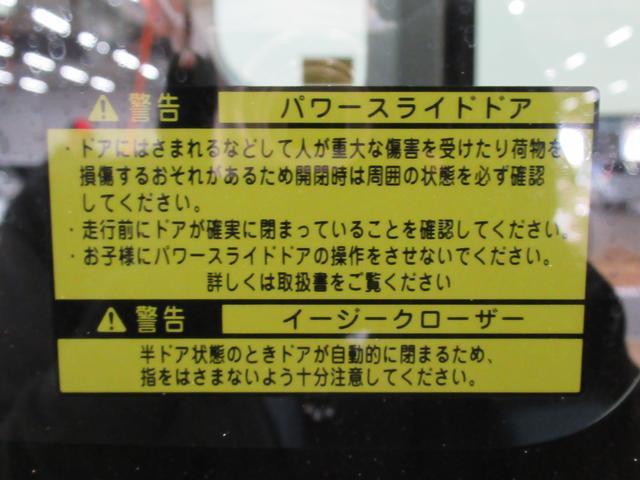 警告 パワースライドドア
・ドアにはさまれるなどして人が重大な傷害を受けたり荷物を
損傷するおそれがあるため開閉時は周囲の状態を必ず確認
してください。
・走行前にドアが確実に閉まっていることを確認してください。
・お子様にパワースライドドアの操作をさせないでください。
詳しくは取扱書をご覧ください
警告 イージークローザー
半ドア状態のときドアが自動的に閉まるため、
指をはさまないよう十分注意してください。